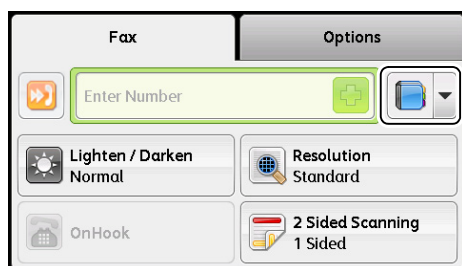 Fax
Options
Enter Number
Lighten / Darken
Normal
Resolution
Standard
OnHook
2 Sided Scanning
1 Sided